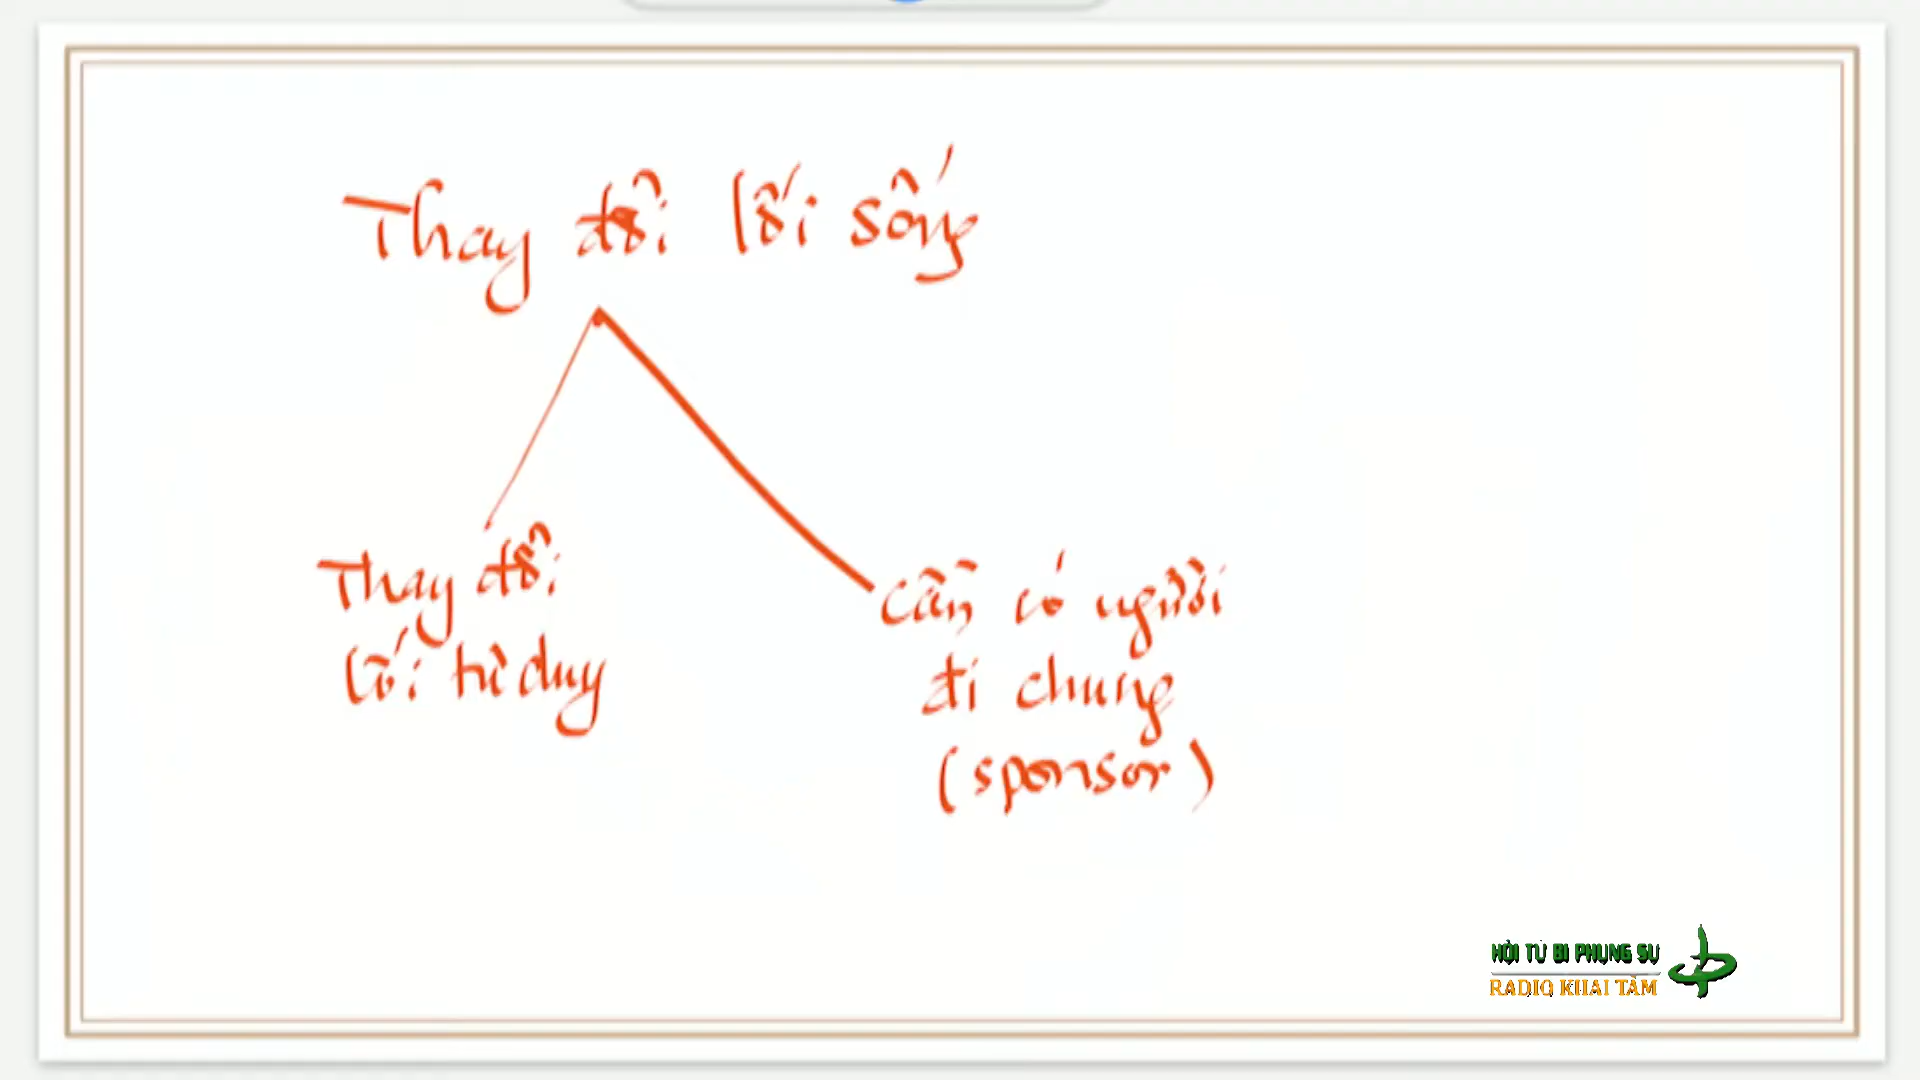 Thay đổi lối sống
Thay đổi
lối tư duy
cần có người
đi chung
(sponsor)
HỘI TỪ BI PHỤNG SỰ
RADIO KHAI TÂM